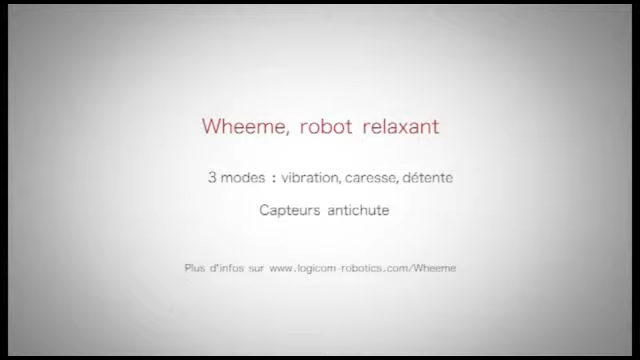 Wheeme, robot relaxant
3 modes : vibration, caresse, détente
Capteurs antichute
Plus d'infos sur www.logicom-robotics.com/Wheeme